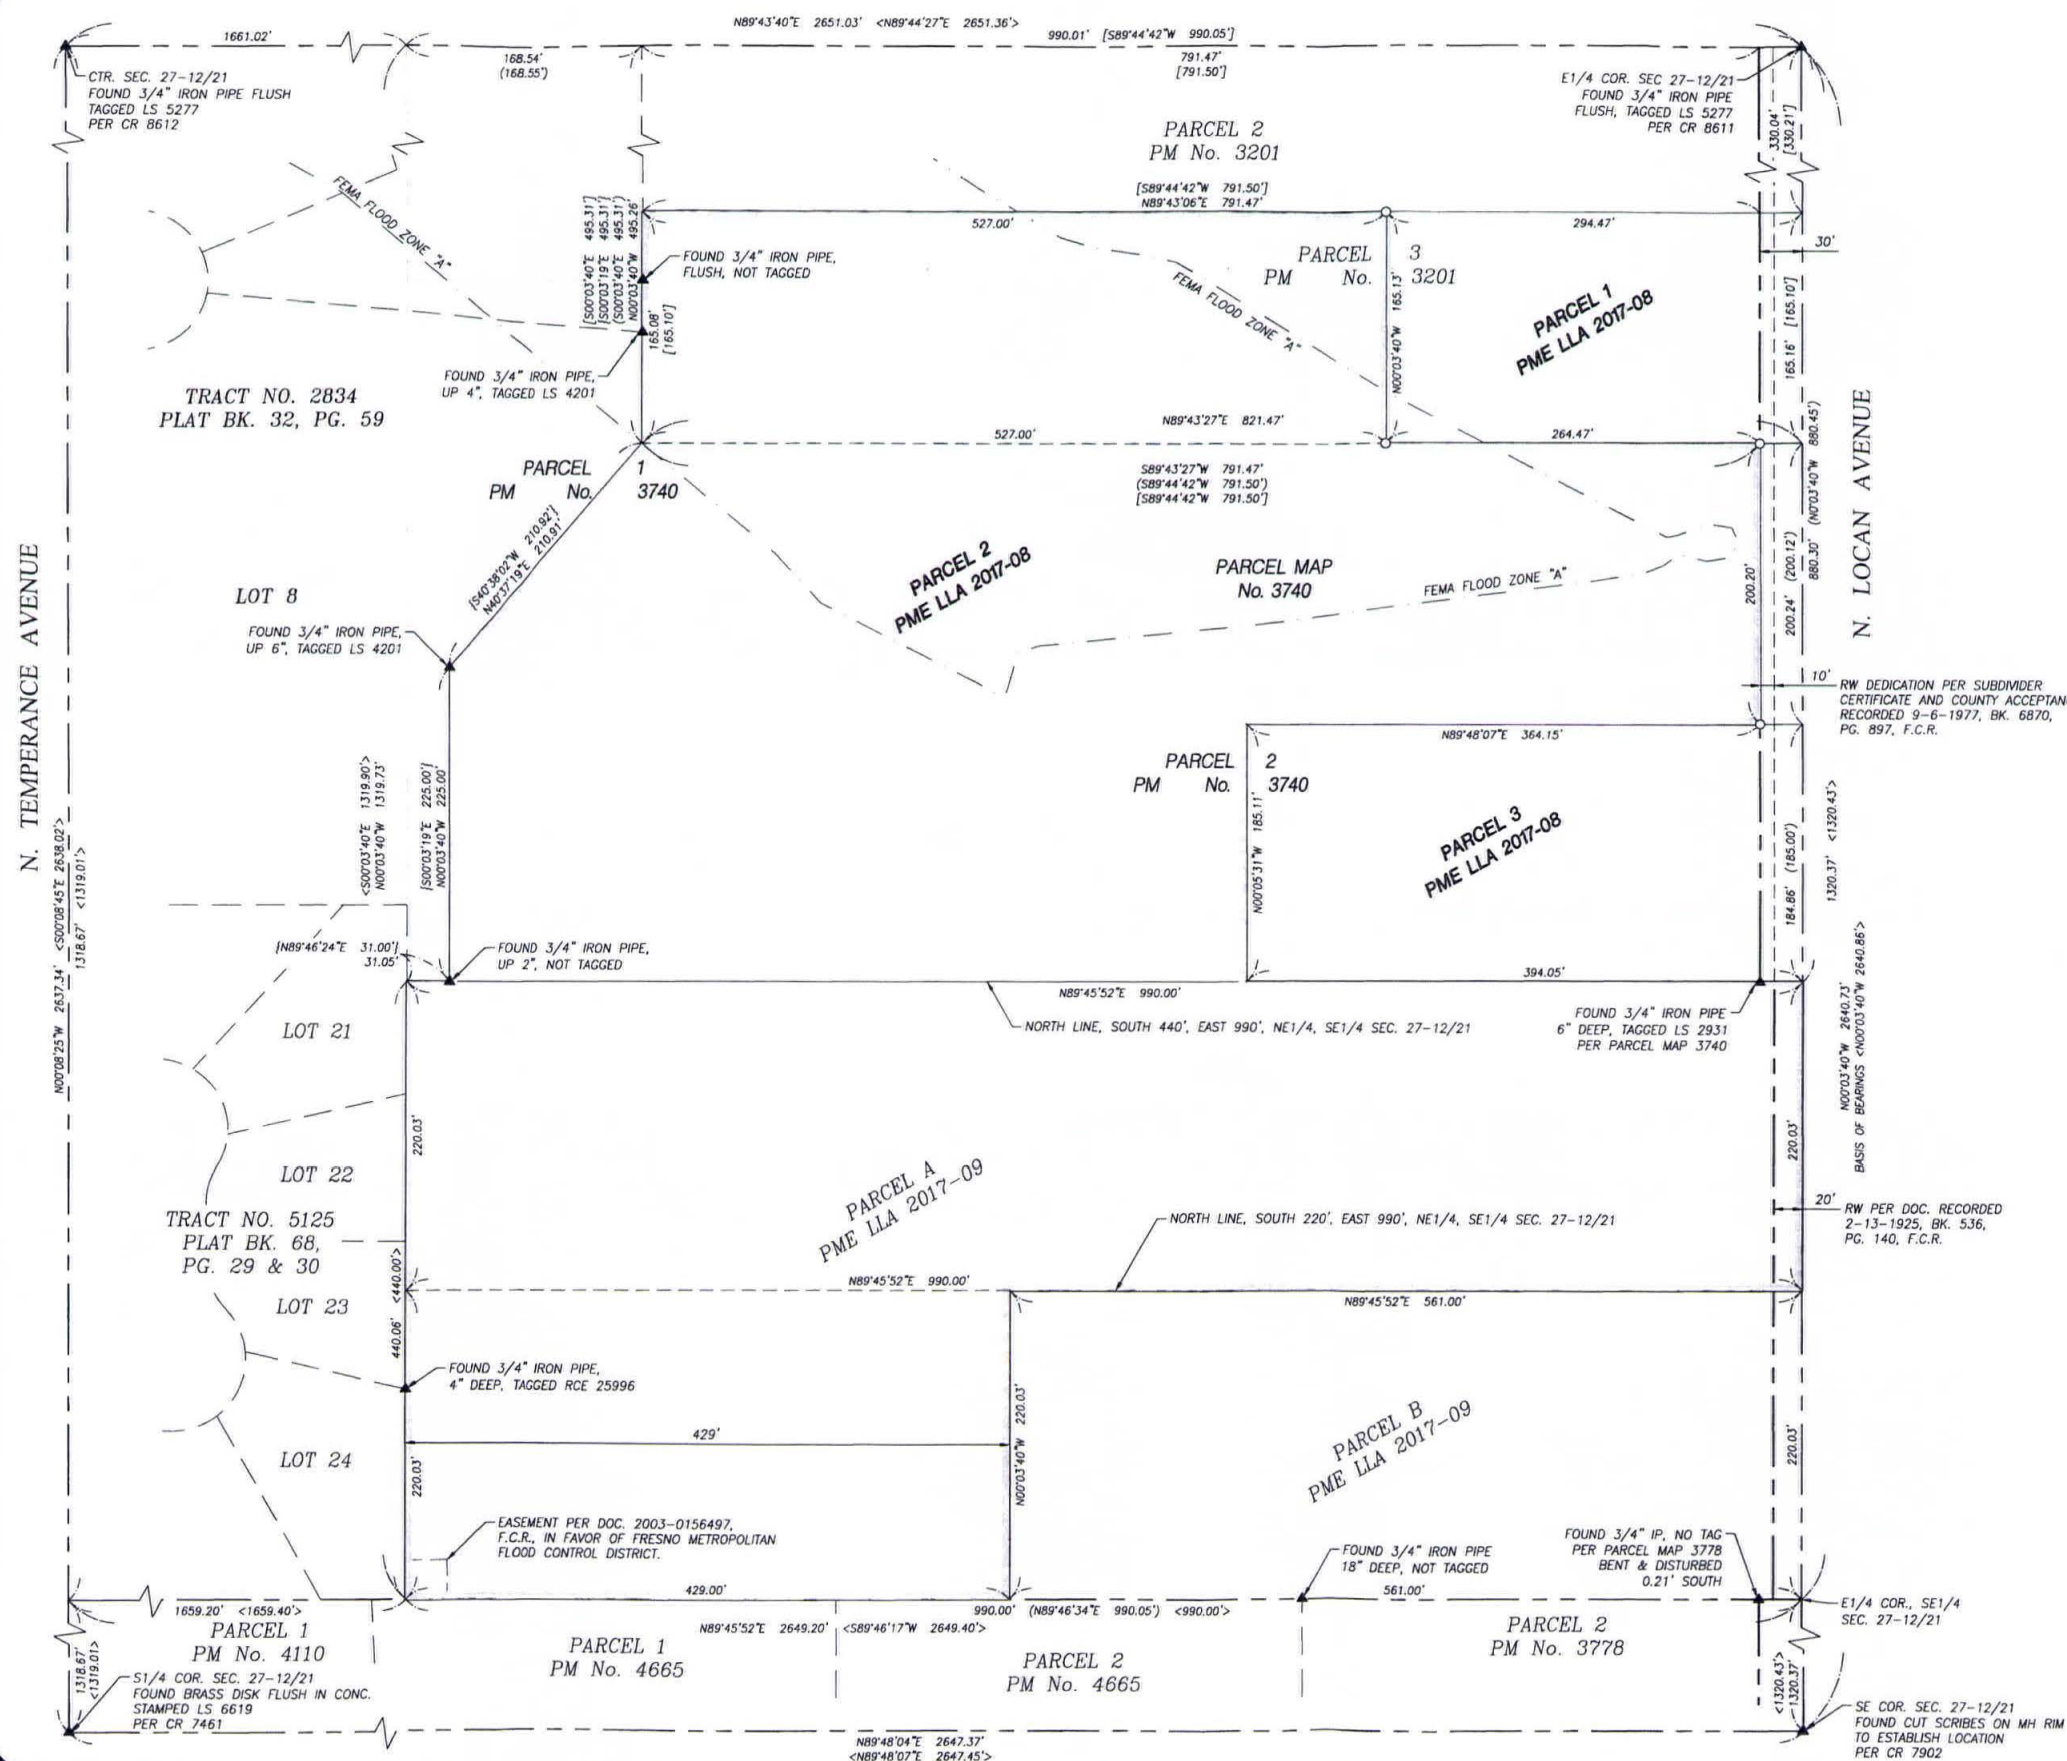 N89°43'40"E 2651.03' <N89°44'27"E 2651.36'>
1661.02'
990.01' [S89°44'42"W 990.05']
168.54'
(168.55')
791.47'
[791.50']
CTR. SEC. 27-12/21
FOUND 3/4" IRON PIPE FLUSH
TAGGED LS 5277
PER CR 8612
E1/4 COR. SEC 27-12/21
FOUND 3/4" IRON PIPE
FLUSH, TAGGED LS 5277
PER CR 8611
330.04'
[330.21']
PARCEL 2
PM No. 3201
FEMA FLOOD ZONE "A"
[S89°44'42"W 791.50']
N89°43'06"E 791.47'
527.00'
294.47'
30'
[S00°03'40"E 495.31']
{S00°03'19"E 495.31'}
(S00°03'40"E 495.31')
N00°03'40"W 495.26'
FOUND 3/4" IRON PIPE,
FLUSH, NOT TAGGED
165.08'
[165.10']
PARCEL 3
PM No. 3201
FEMA FLOOD ZONE "A"
N00°03'40"W 165.13'
PARCEL 1
PME LLA 2017-08
165.16' [165.10']
FOUND 3/4" IRON PIPE,
UP 4", TAGGED LS 4201
TRACT NO. 2834
PLAT BK. 32, PG. 59
N89°43'27"E 821.47'
527.00'
264.47'
880.30' (N0°03'40"W 880.45')
N. LOCAN AVENUE
PARCEL 1
PM No. 3740
S89°43'27"W 791.47'
(S89°44'42"W 791.50')
[S89°44'42"W 791.50']
{S40°38'02"W 210.92'}
N40°37'19"E 210.91'
PARCEL 2
PME LLA 2017-08
PARCEL MAP
No. 3740
FEMA FLOOD ZONE "A"
200.20'
200.24' (200.12')
N. TEMPERANCE AVENUE
LOT 8
FOUND 3/4" IRON PIPE,
UP 6", TAGGED LS 4201
10'
RW DEDICATION PER SUBDIVIDER
CERTIFICATE AND COUNTY ACCEPTAN
RECORDED 9-6-1977, BK. 6870,
PG. 897, F.C.R.
N89°48'07"E 364.15'
PARCEL 2
PM No. 3740
N00°05'31"W 185.11'
PARCEL 3
PME LLA 2017-08
184.86' (185.00')
1320.37' <1320.43'>
<S00°03'40"E 1319.90'>
N00°03'40"W 1319.73'
{S00°03'19"E 225.00'}
N00°03'40"W 225.00'
N00°08'25"W 2637.34' <S00°08'45"E 2638.02'>
1318.67' <1319.01'>
{N89°46'24"E 31.00'}
31.05'
FOUND 3/4" IRON PIPE,
UP 2", NOT TAGGED
394.05'
N89°45'52"E 990.00'
NORTH LINE, SOUTH 440', EAST 990', NE1/4, SE1/4 SEC. 27-12/21
FOUND 3/4" IRON PIPE
6" DEEP, TAGGED LS 2931
PER PARCEL MAP 3740
N00°03'40"W 2640.73'
BASIS OF BEARINGS <N00°03'40"W 2640.86'>
LOT 21
220.03'
220.03'
LOT 22
PARCEL A
PME LLA 2017-09
TRACT NO. 5125
PLAT BK. 68,
PG. 29 & 30
NORTH LINE, SOUTH 220', EAST 990', NE1/4, SE1/4 SEC. 27-12/21
20'
RW PER DOC. RECORDED
2-13-1925, BK. 536,
PG. 140, F.C.R.
440.06' <440.00'>
N89°45'52"E 990.00'
N89°45'52"E 561.00'
LOT 23
FOUND 3/4" IRON PIPE,
4" DEEP, TAGGED RCE 25996
N00°03'40"W 220.03'
PARCEL B
PME LLA 2017-09
429'
LOT 24
220.03'
220.03'
EASEMENT PER DOC. 2003-0156497,
F.C.R., IN FAVOR OF FRESNO METROPOLITAN
FLOOD CONTROL DISTRICT.
FOUND 3/4" IRON PIPE
18" DEEP, NOT TAGGED
FOUND 3/4" IP, NO TAG
PER PARCEL MAP 3778
BENT & DISTURBED
0.21' SOUTH
429.00'
561.00'
1659.20' <1659.40'>
990.00' (N89°46'34"E 990.05') <990.00'>
E1/4 COR., SE1/4
SEC. 27-12/21
N89°45'52"E 2649.20' <S89°46'17"W 2649.40'>
PARCEL 1
PM No. 4110
PARCEL 1
PM No. 4665
PARCEL 2
PM No. 4665
PARCEL 2
PM No. 3778
1318.67'
<1319.01'>
S1/4 COR. SEC. 27-12/21
FOUND BRASS DISK FLUSH IN CONC.
STAMPED LS 6619
PER CR 7461
<1320.43'>
1320.37'
SE COR. SEC. 27-12/21
FOUND CUT SCRIBES ON MH RIM
TO ESTABLISH LOCATION
PER CR 7902
N89°48'04"E 2647.37'
<N89°48'07"E 2647.45'>